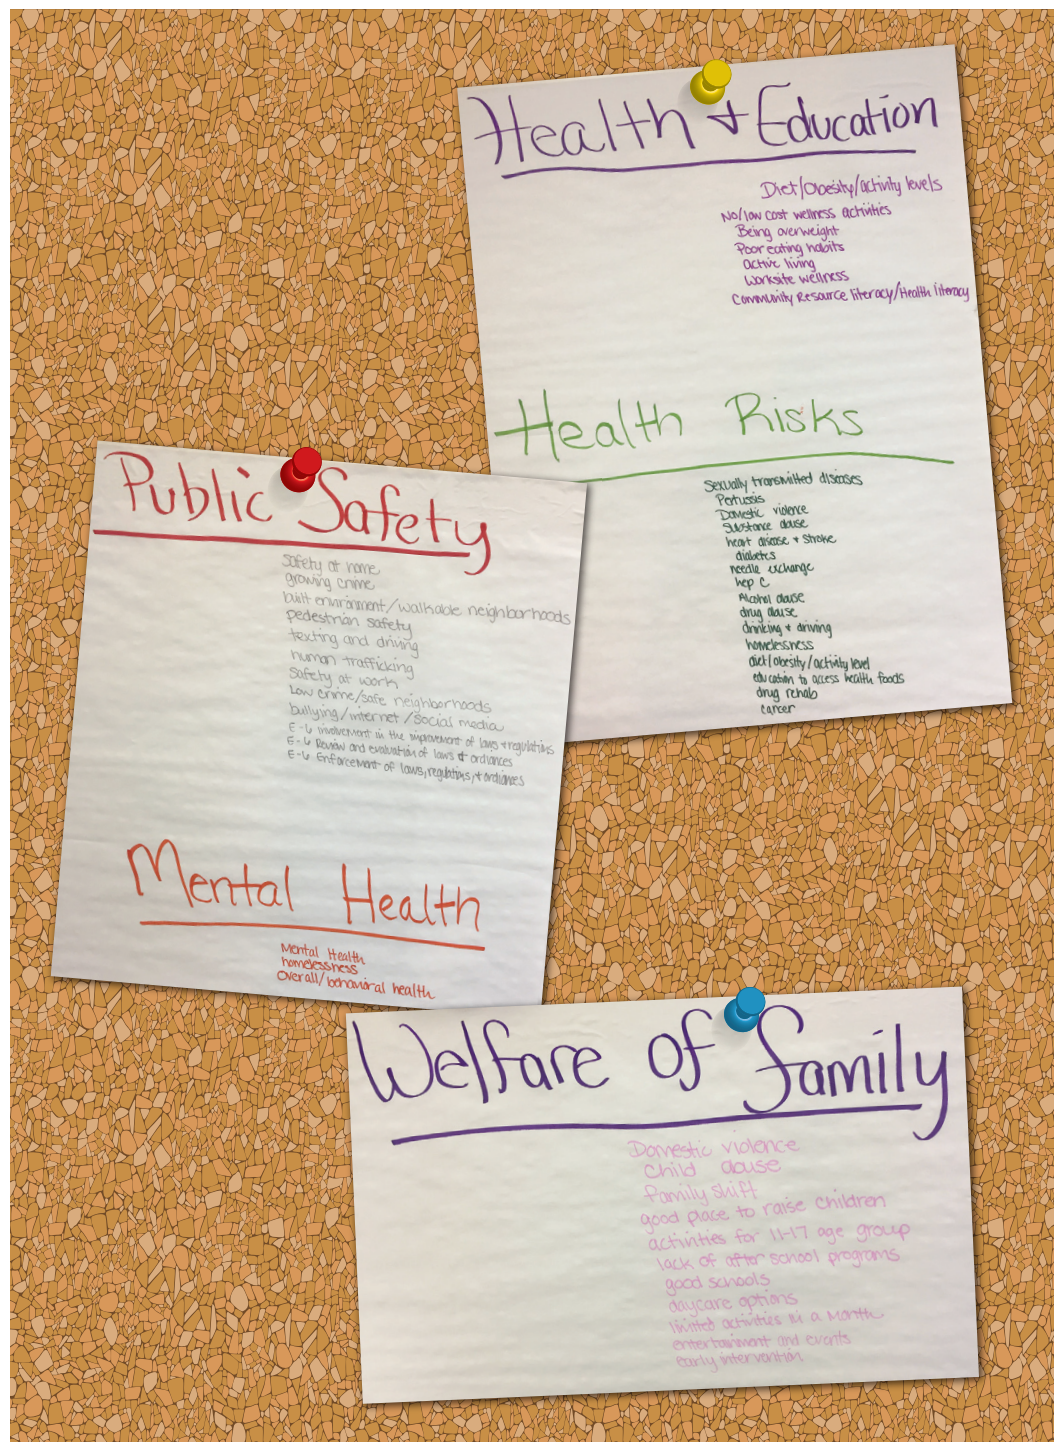 Health & Education
Diet/Obesity/activity levels
No/low cost wellness activities
Being overweight
Poor eating habits
active living
worksite wellness
Community Resource literacy/Health literacy
Health Risks
Sexually transmitted diseases
Pertussis
Domestic violence
Substance abuse
heart disease & Stroke
diabetes
needle exchange
hep C
Alcohol abuse
drug abuse
drinking & driving
homelessness
diet/obesity/activity level
education to access health foods
drug rehab
cancer
Public Safety
Safety at home
growing crime
built environment/walkable neighborhoods
pedestrian safety
texting and driving
human trafficking
Safety at work
Low crime/safe neighborhoods
bullying/internet/social media
E-6 involvement in the improvement of laws & regulations
E-6 Review and evaluation of laws & ordiances
E-6 Enforcement of laws, regulations, & ordiances
Mental Health
Mental Health
homelessness
Overall/behavioral health
Welfare of family
Domestic violence
Child abuse
family shift
good place to raise children
activities for 11-17 age group
lack of after school programs
good schools
daycare options
limited activities in a Month
entertainment and events
early intervention